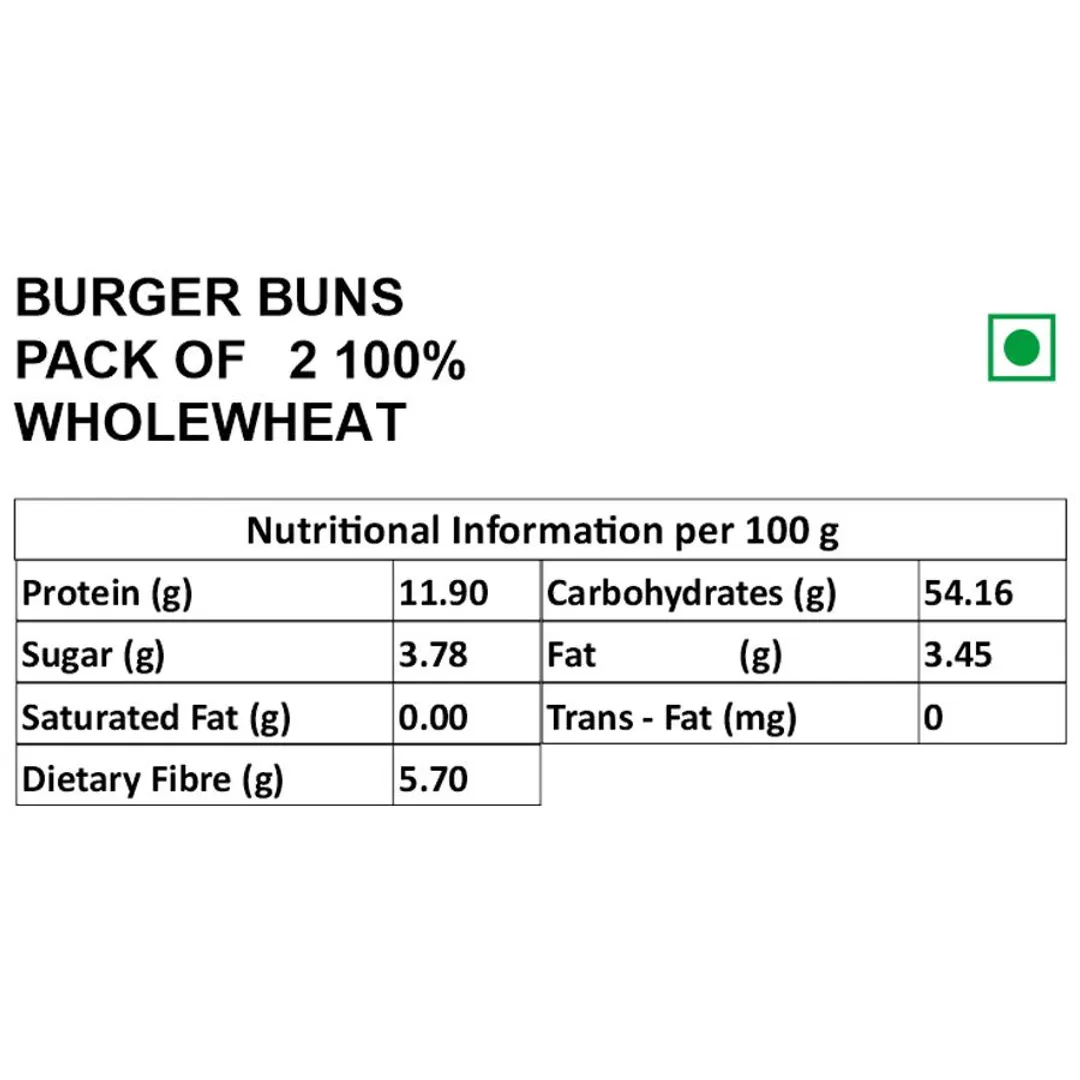 BURGER BUNS
PACK OF 2 100%
WHOLEWHEAT
Nutritional Information per 100 g
Protein (g) 11.90 Carbohydrates (g) 54.16
Sugar (g) 3.78 Fat (g) 3.45
Saturated Fat (g) 0.00 Trans - Fat (mg) 0
Dietary Fibre (g) 5.70